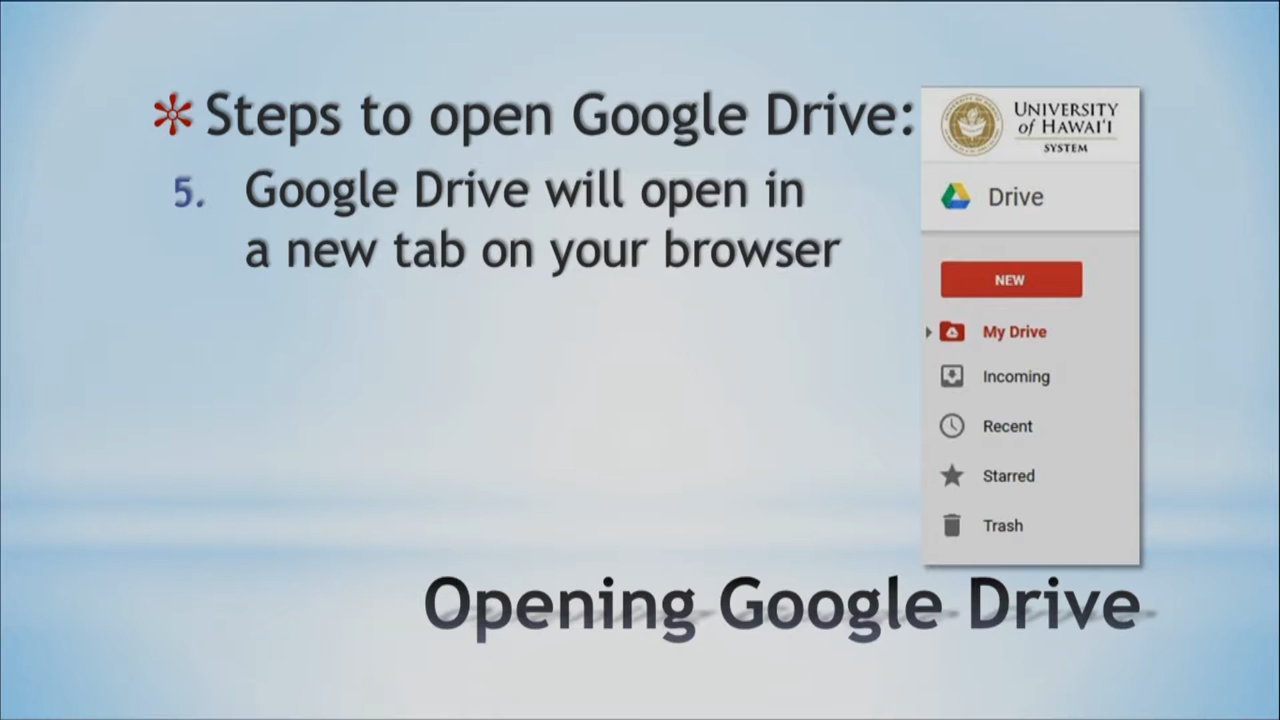 * Steps to open Google Drive:
5. Google Drive will open in
a new tab on your browser
UNIVERSITY
of HAWAI'I
SYSTEM
Drive
NEW
My Drive
Incoming
Recent
Starred
Trash
Opening Google Drive